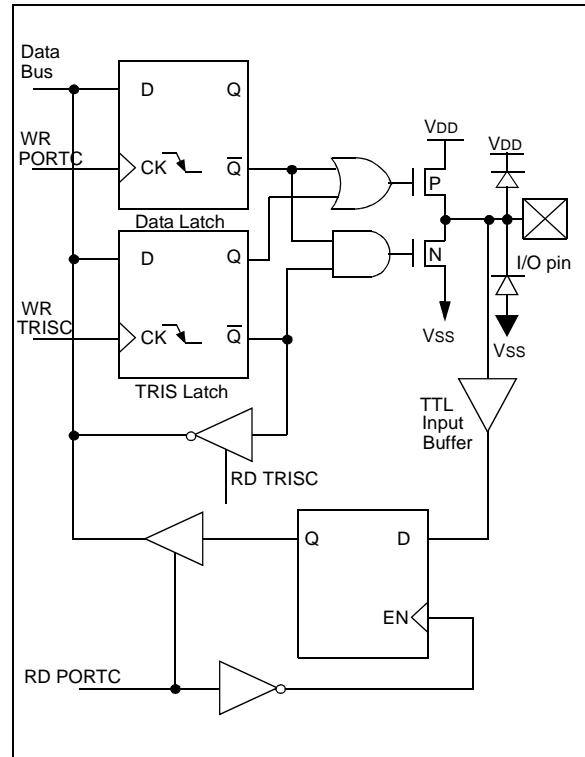 Data
Bus
D
Q
WR
PORTC
CK
Q
Data Latch
VDD
VDD
P
N
I/O pin
D
Q
WR
TRISC
CK
Q
TRIS Latch
VSS
VSS
TTL
Input
Buffer
RD TRISC
Q
D
EN
RD PORTC